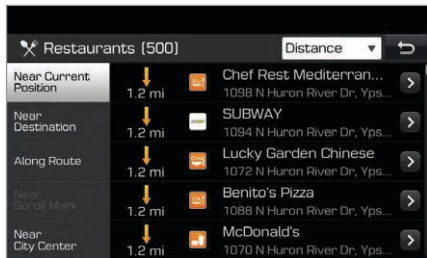 Restaurants (500)
Distance
Near Current
Position
1.2 mi
Chef Rest Mediterran...
1098 N Huron River Dr, Yps...
Near
Destination
1.2 mi
SUBWAY
1094 N Huron River Dr, Yps...
Along Route
1.2 mi
Lucky Garden Chinese
1072 N Huron River Dr, Yps...
Near
Scroll Mark
1.2 mi
Benito's Pizza
1088 N Huron River Dr, Yps...
Near
City Center
1.2 mi
McDonald's
1070 N Huron River Dr, Yps...